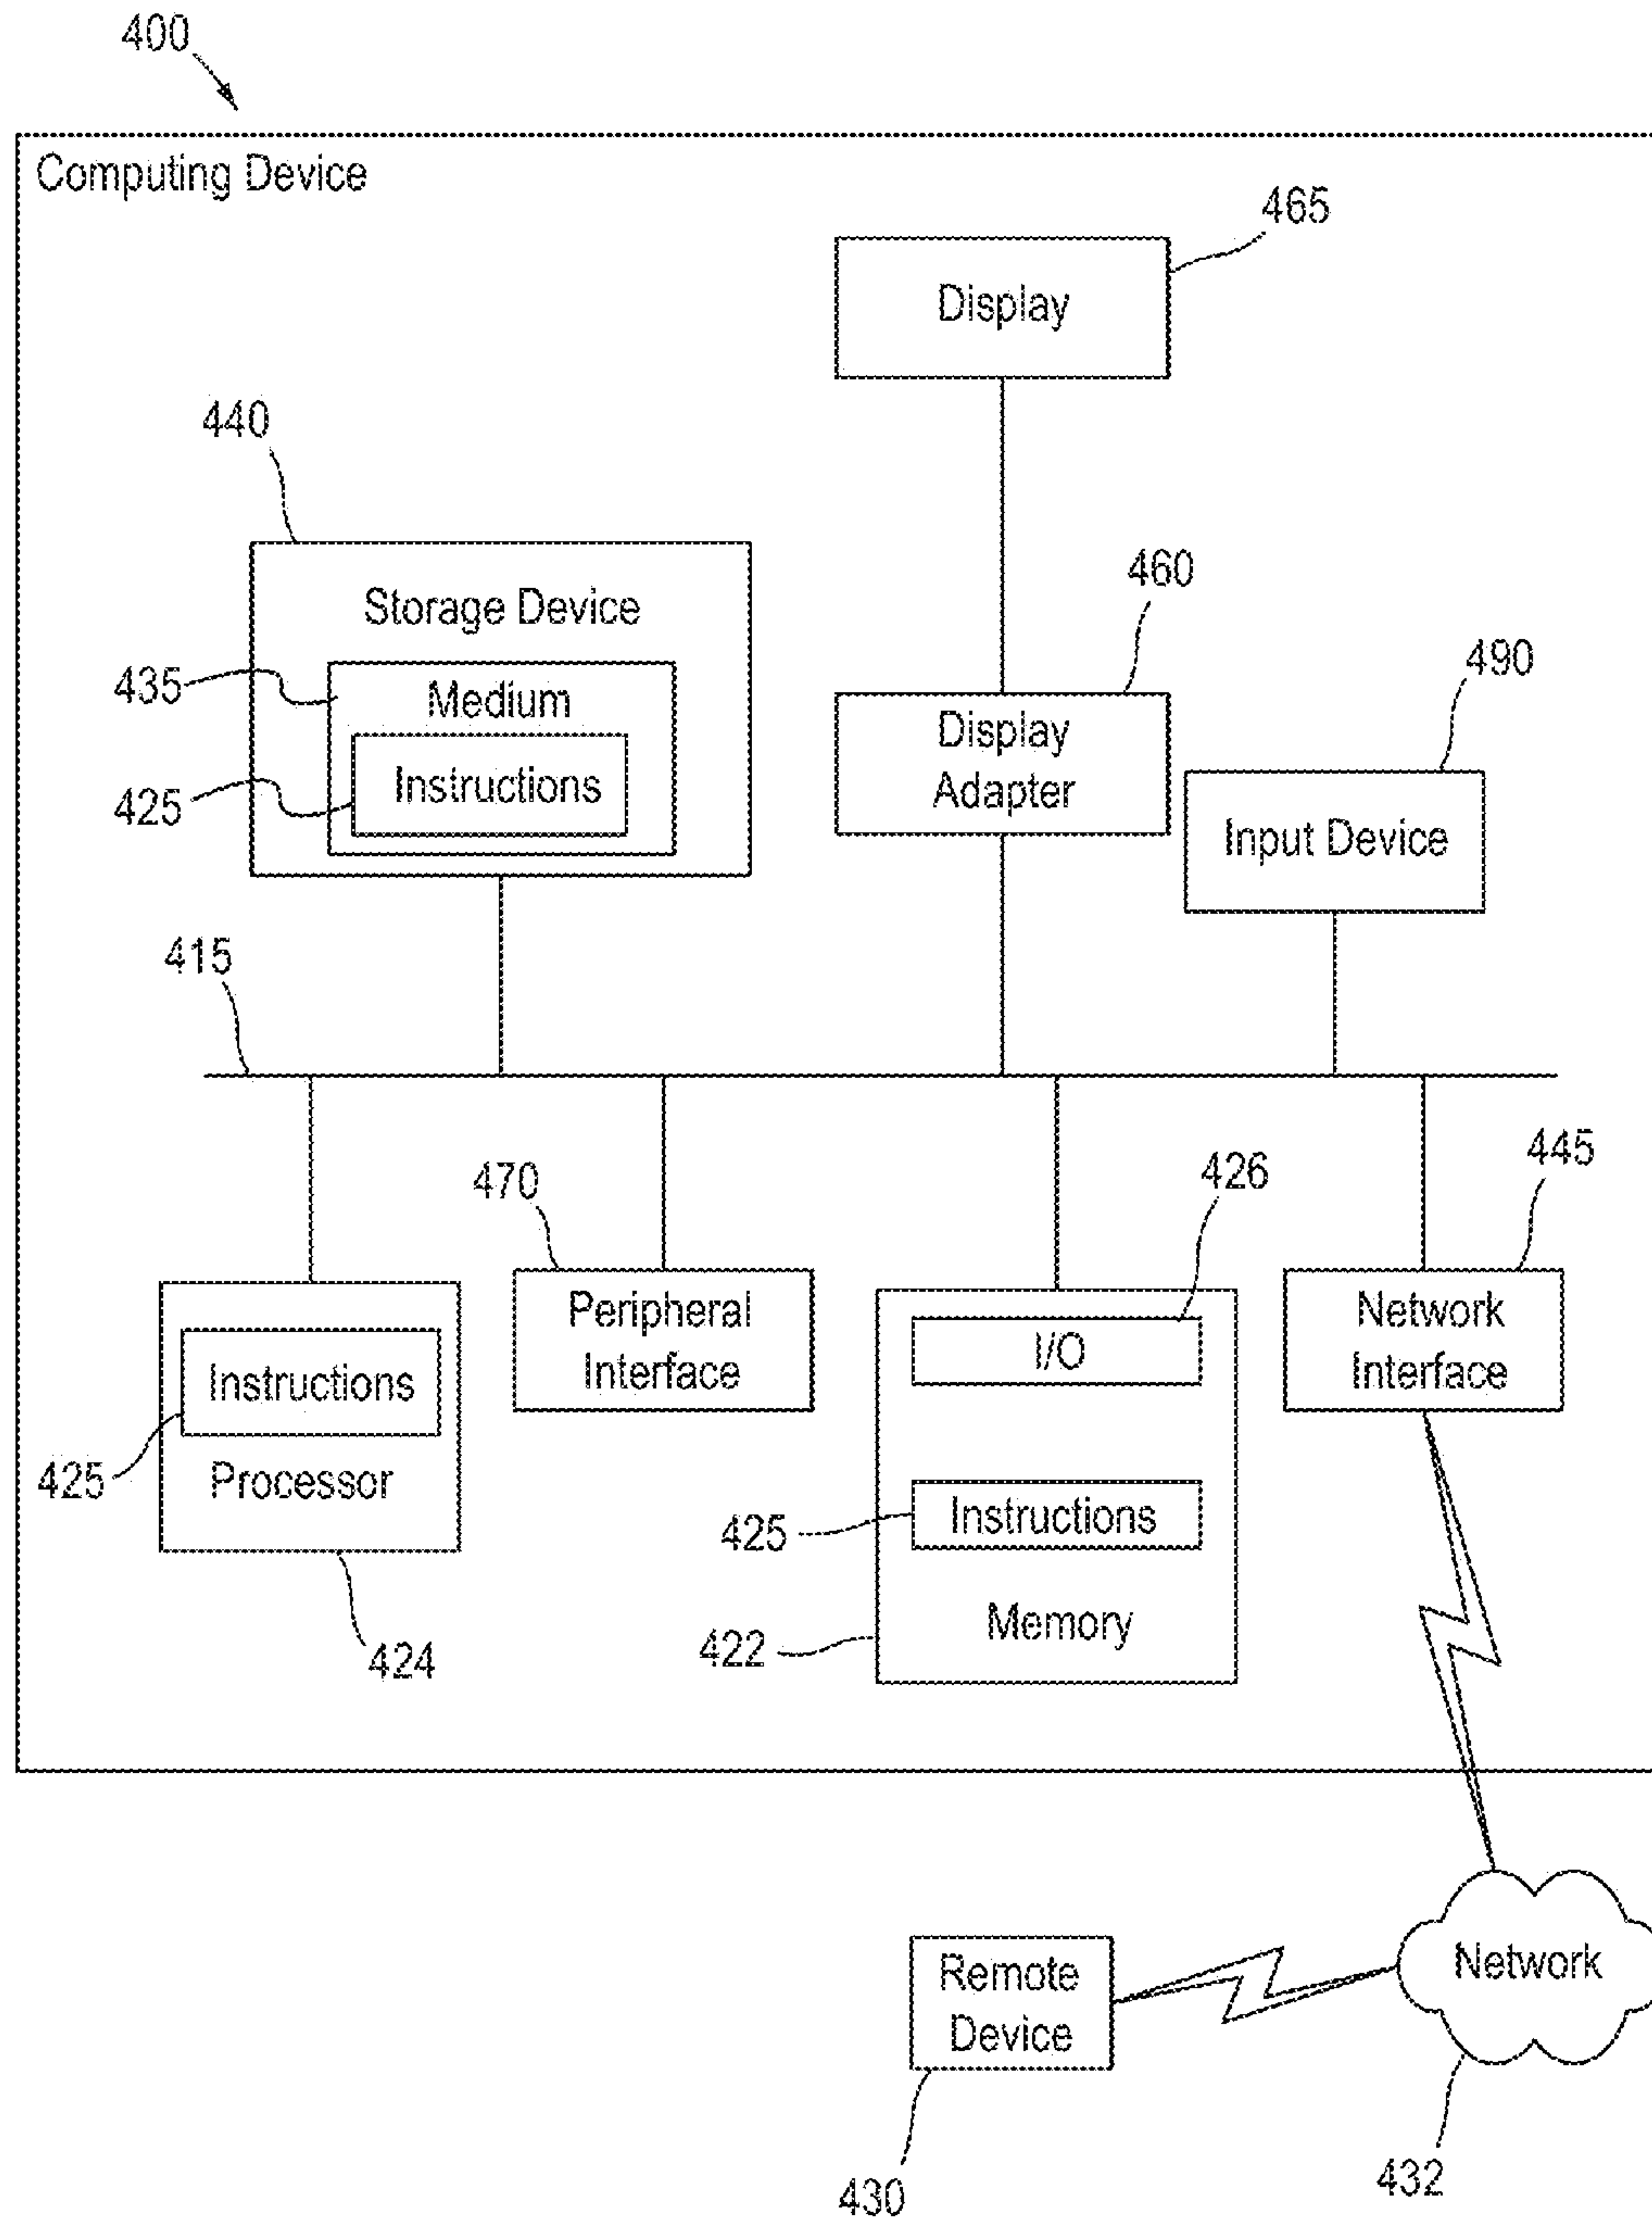 400
Computing Device
465
Display
440
Storage Device
435
Medium
425
Instructions
460
Display
Adapter
490
Input Device
415
470
Peripheral
Interface
426
I/O
445
Network
Interface
Instructions
425
Processor
424
425
Instructions
422
Memory
Remote
Device
430
Network
432